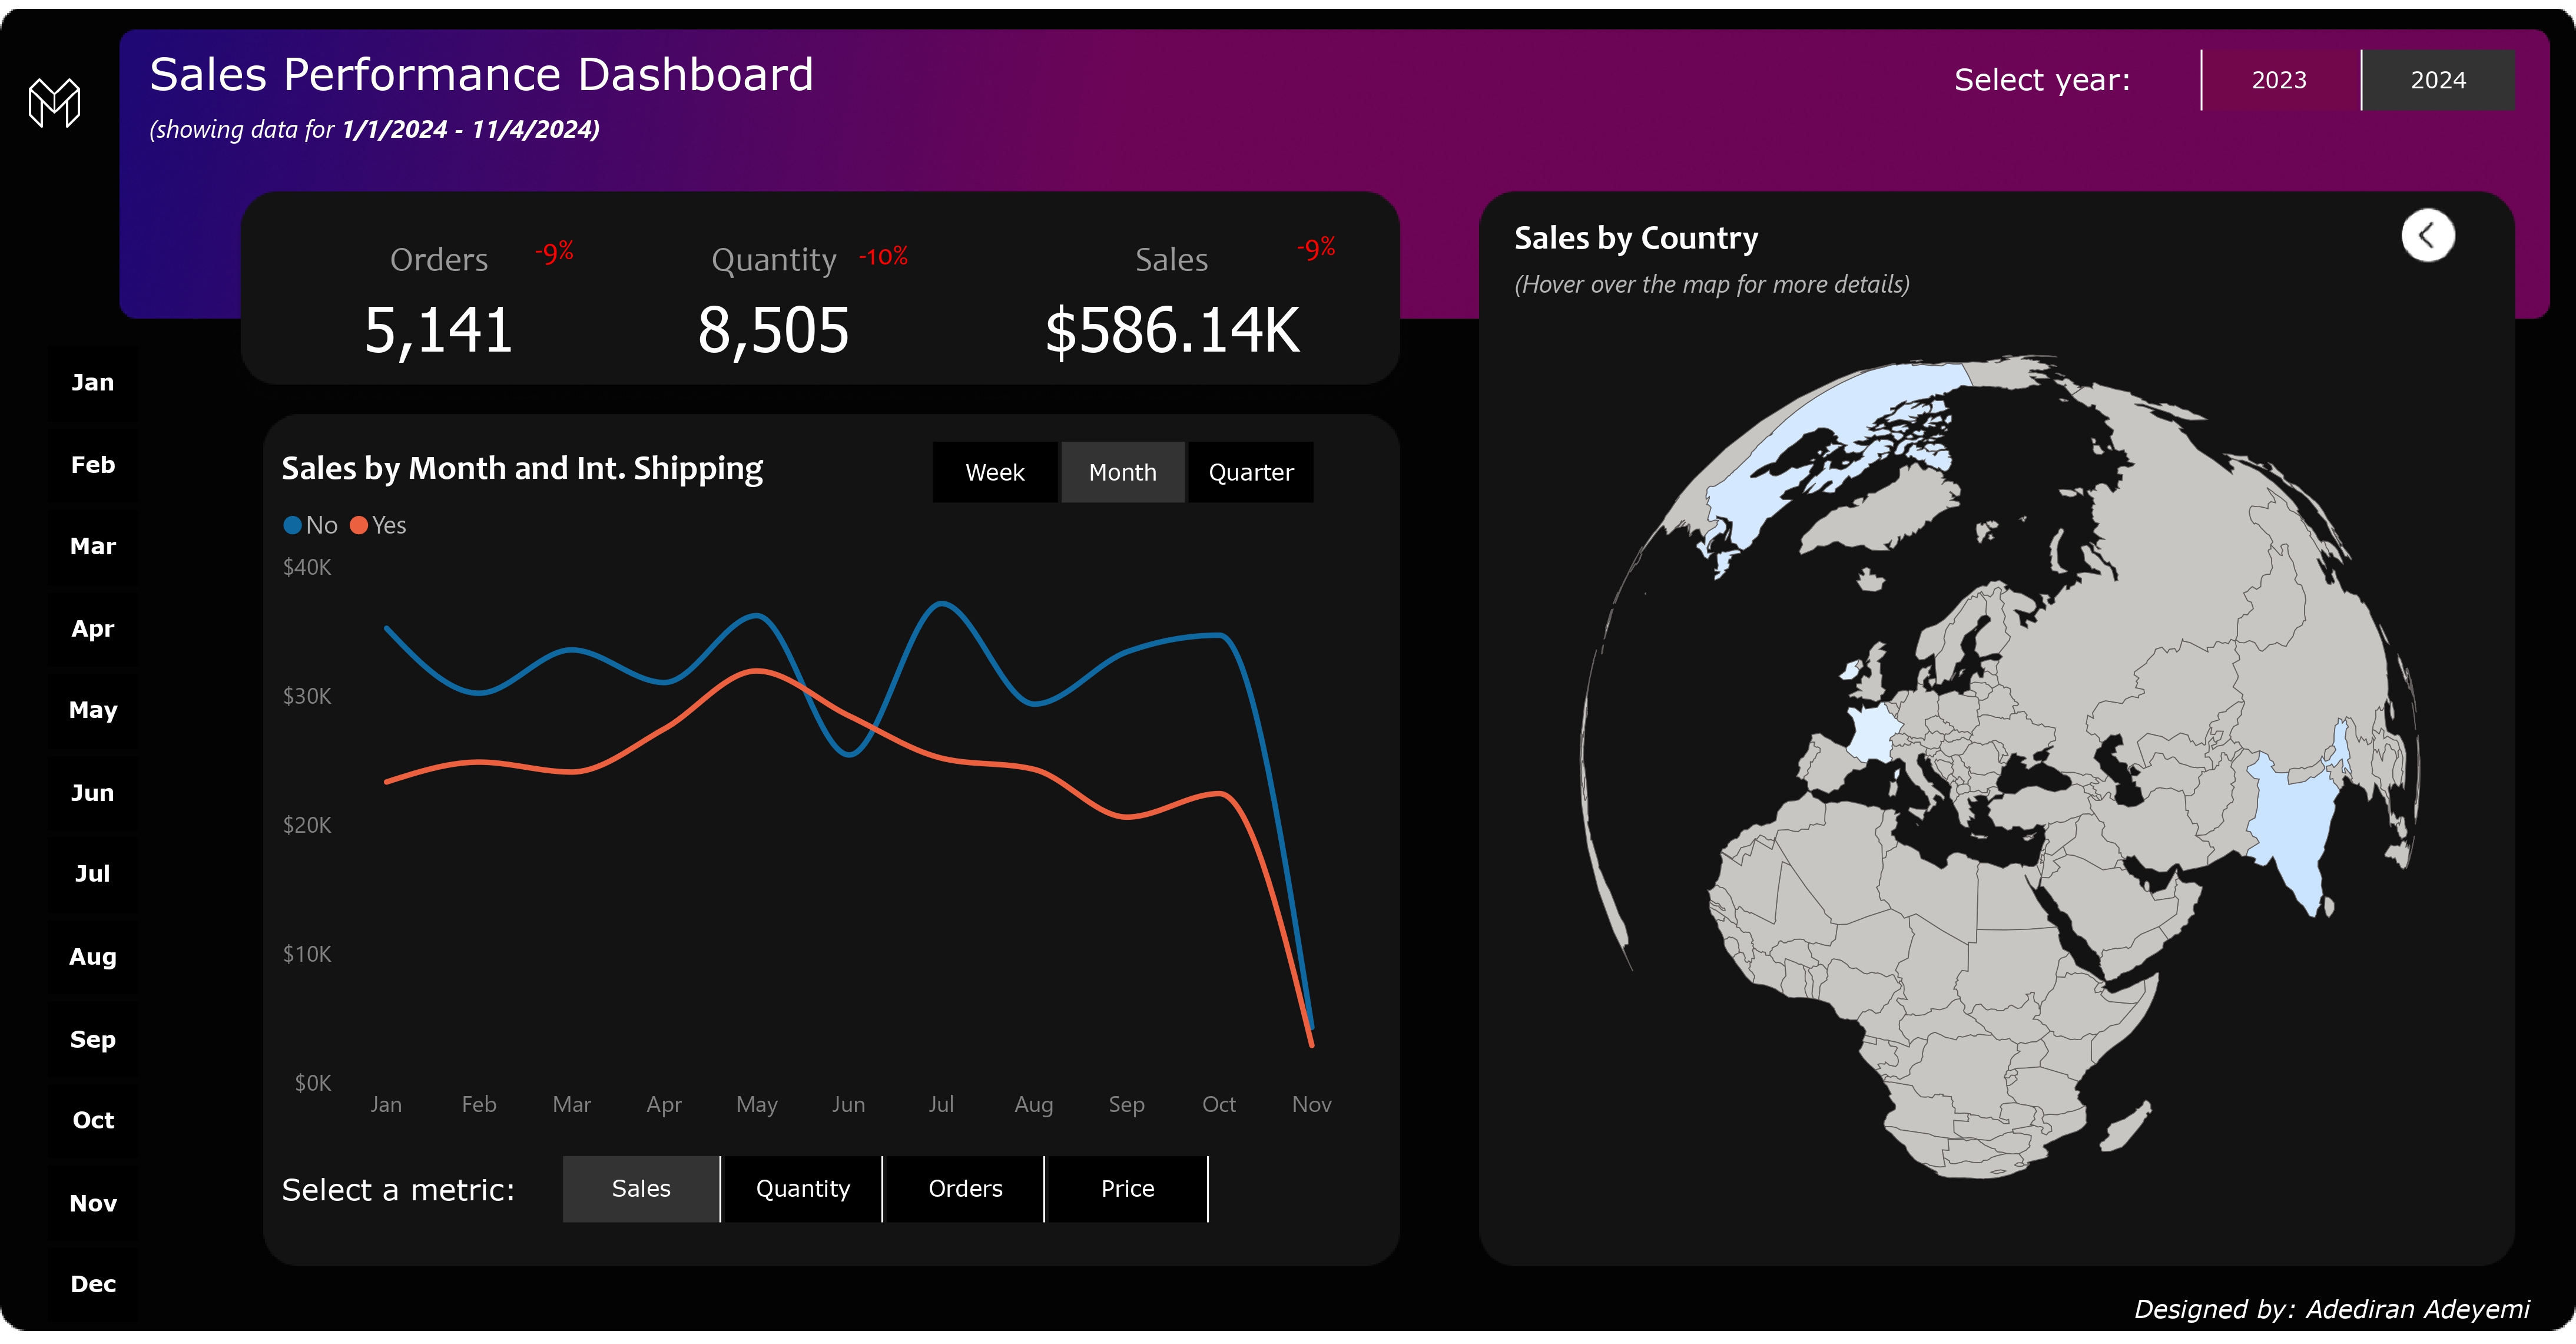 Sales Performance Dashboard
(showing data for 1/1/2024 - 11/4/2024)
Select year:
2023
2024
Orders
-9%
5,141
Quantity
-10%
8,505
Sales
-9%
$586.14K
Jan
Feb
Mar
Apr
May
Jun
Jul
Aug
Sep
Oct
Nov
Dec
Sales by Month and Int. Shipping
Week
Month
Quarter
No
Yes
$40K
$30K
$20K
$10K
$0K
Jan
Feb
Mar
Apr
May
Jun
Jul
Aug
Sep
Oct
Nov
Select a metric:
Sales
Quantity
Orders
Price
Sales by Country
(Hover over the map for more details)
Designed by: Adediran Adeyemi